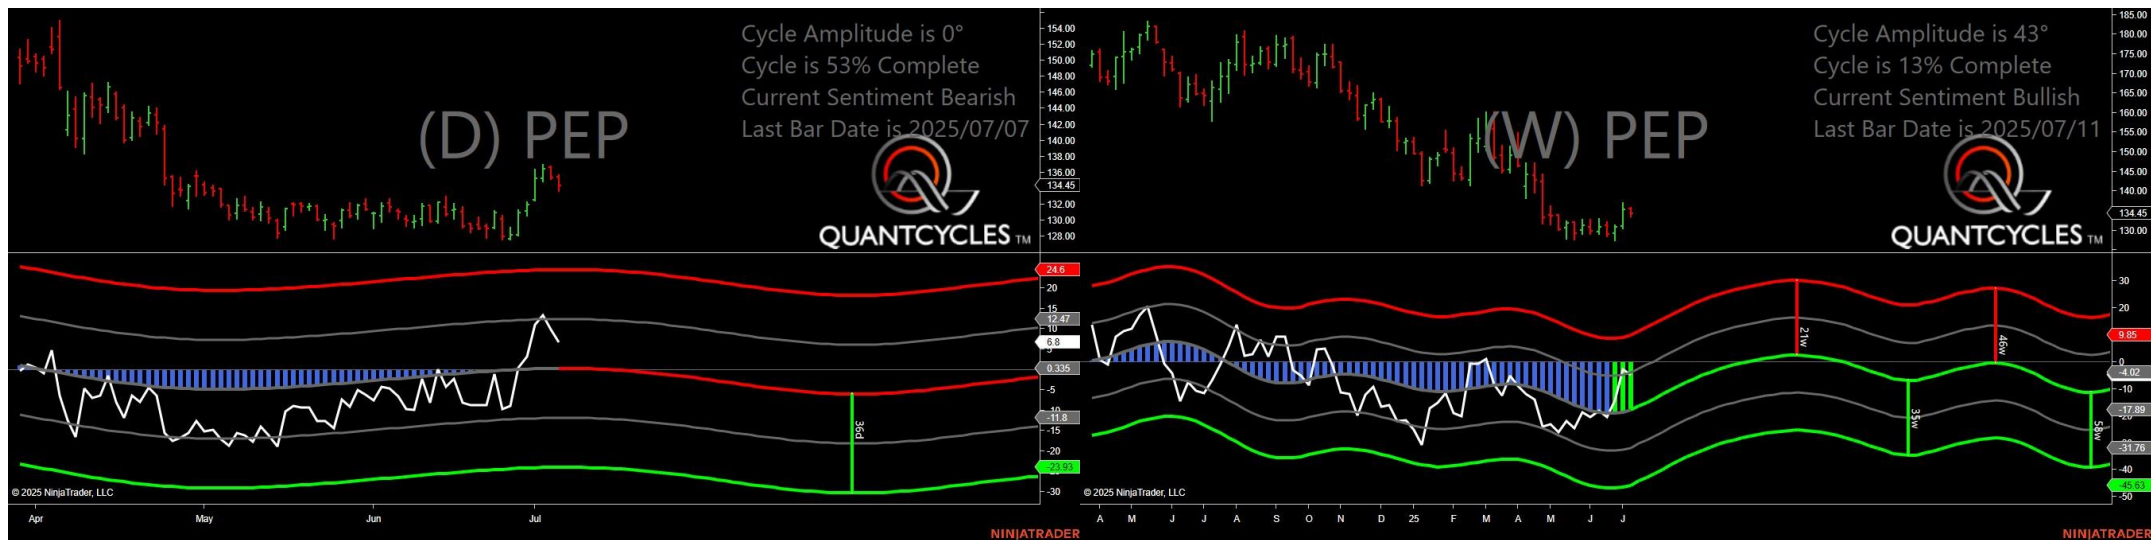 Cycle Amplitude is 0°
Cycle is 53% Complete
Current Sentiment Bearish
Last Bar Date is 2025/07/07
(D) PEP
QUANTCYCLES TM
154.00
152.00
150.00
148.00
146.00
144.00
142.00
140.00
138.00
136.00
134.45
132.00
130.00
128.00
24.6
20
15
12.47
10
6.8
5
0.335
-5
-10
-11.8
-15
-20
-23.93
-30
36d
© 2025 NinjaTrader, LLC
Apr May Jun Jul
NINJATRADER
Cycle Amplitude is 43°
Cycle is 13% Complete
Current Sentiment Bullish
Last Bar Date is 2025/07/11
(W) PEP
QUANTCYCLES TM
185.00
180.00
175.00
170.00
165.00
160.00
155.00
150.00
145.00
140.00
134.45
130.00
30
20
9.85
0
-4.02
-10
-17.89
-20
-31.76
-40
-45.63
-50
21w
35w
46w
58w
© 2025 NinjaTrader, LLC
A M J J A S O N D 25 F M A M J J
NINJATRADER